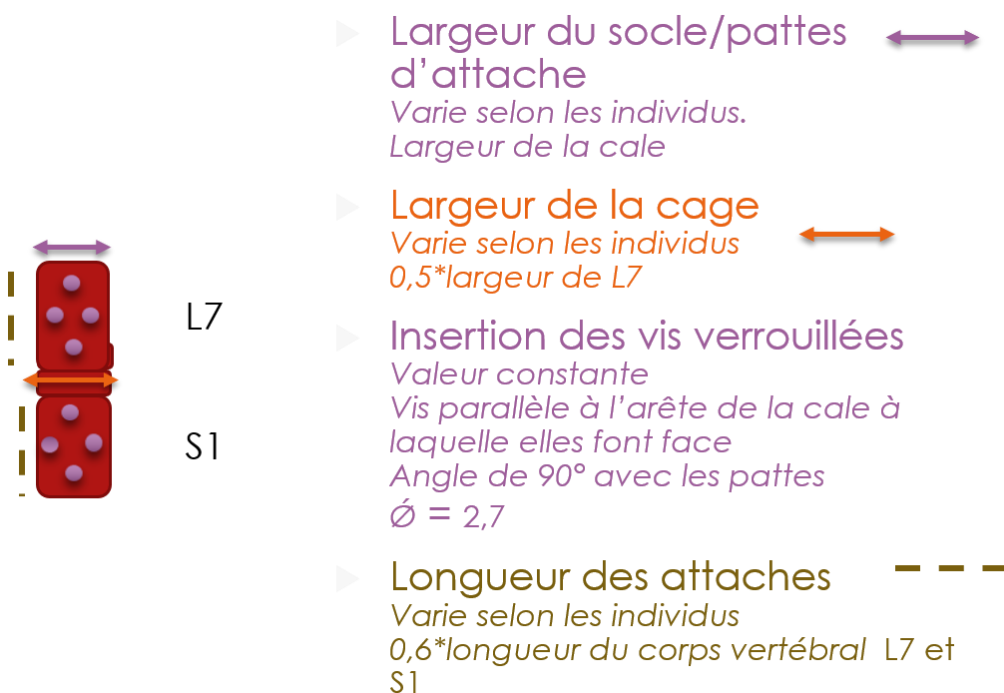 Largeur du socle/pattes
d'attache
Varie selon les individus.
Largeur de la cale
Largeur de la cage
Varie selon les individus
0,5*largeur de L7
L7
Insertion des vis verrouillées
Valeur constante
Vis parallèle à l'arête de la cale à
laquelle elles font face
S1
Angle de 90° avec les pattes
Ǿ = 2,7
Longueur des attaches
Varie selon les individus
0,6*longueur du corps vertébral L7 et
S1